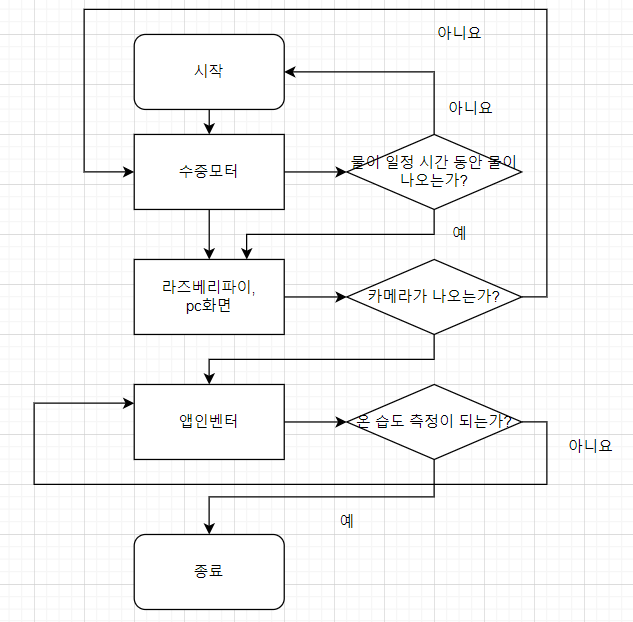 아니요
시작
아니요
수중모터
물이 일정 시간 동안 물이
나오는가?
예
라즈베리파이,
pc화면
카메라가 나오는가?
앱인벤터
온 습도 측정이 되는가?
아니요
예
종료